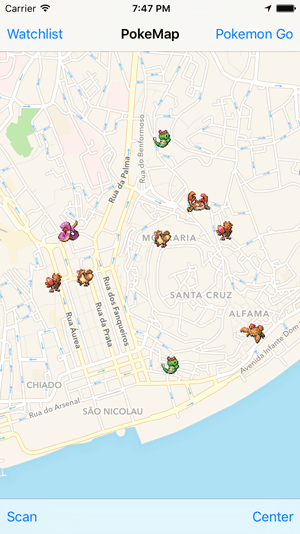 Carrier 7:47 PM
Watchlist PokeMap Pokemon Go
Rua do Benformoso
Rua da Palma
MOURARIA
SANTA CRUZ
ALFAMA
Rua dos Fanqueiros
Rua da Prata
Rua Áurea
Avenida Infante Dom
CHIADO
Rua do Arsenal
SÃO NICOLAU
Scan Center